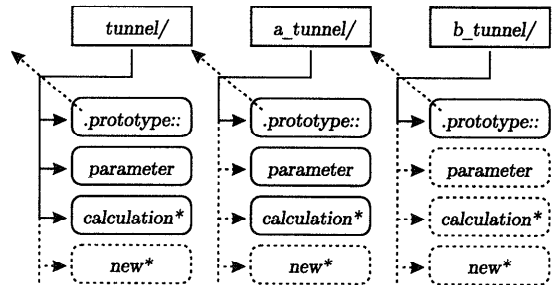 tunnel/
a_tunnel/
b_tunnel/
.prototype::
.prototype::
.prototype::
parameter
parameter
parameter
calculation*
calculation*
calculation*
new*
new*
new*